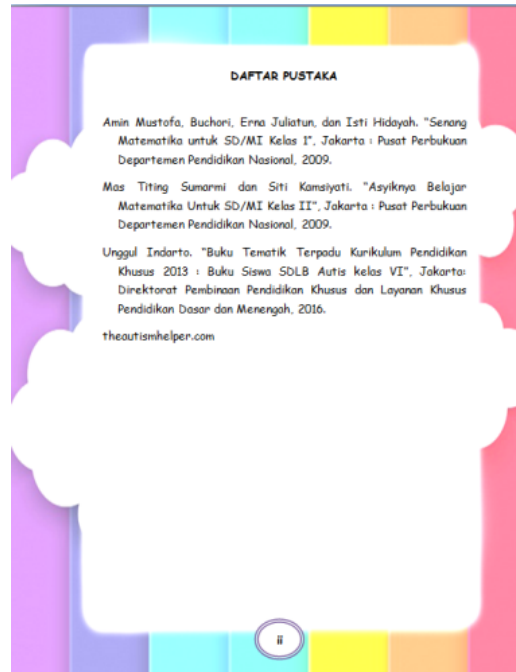 DAFTAR PUSTAKA
Amin Mustofa, Buchori, Erna Juliatun, dan Isti Hidayah. "Senang
Matematika untuk SD/MI Kelas 1", Jakarta : Pusat Perbukuan
Departemen Pendidikan Nasional, 2009.
Mas Titing Sumarmi dan Siti Kamsiyati. "Asyiknya Belajar
Matematika Untuk SD/MI Kelas II", Jakarta : Pusat Perbukuan
Departemen Pendidikan Nasional, 2009.
Unggul Indarto. "Buku Tematik Terpadu Kurikulum Pendidikan
Khusus 2013 : Buku Siswa SDLB Autis kelas VI", Jakarta:
Direktorat Pembinaan Pendidikan Khusus dan Layanan Khusus
Pendidikan Dasar dan Menengah, 2016.
theautismhelper.com
ii